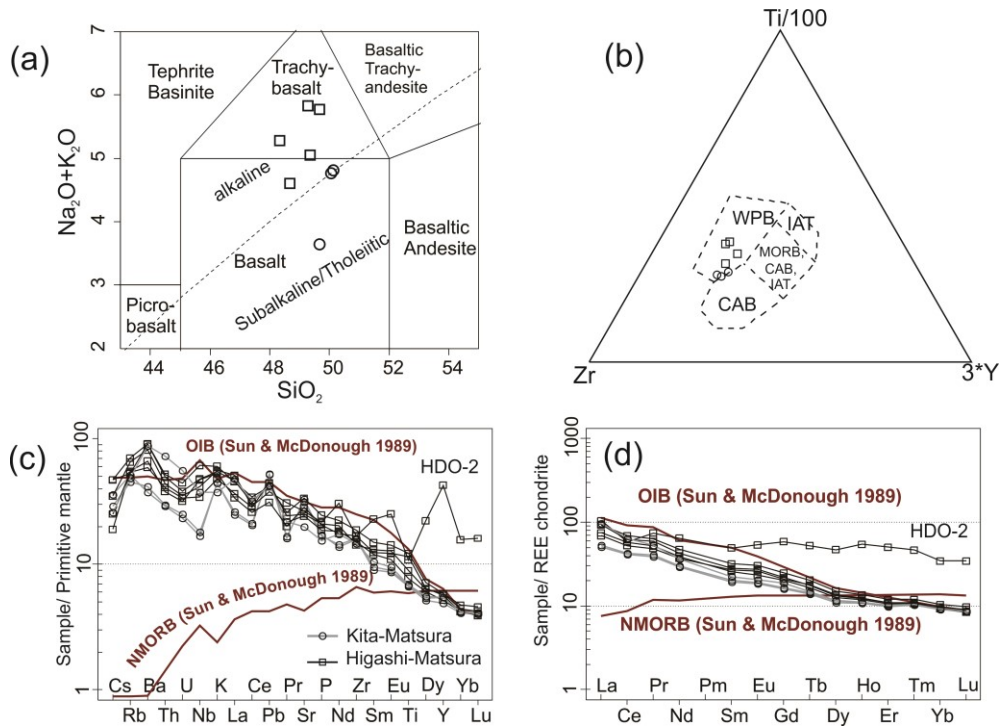 (a)
7
6
5
4
3
2
Na2O+K2O
Tephrite
Basinite
Trachy-
basalt
Basaltic
Trachy-
andesite
alkaline
Basalt
Subalkaline/Tholeiitic
Basaltic
Andesite
Picro-
basalt
44 46 48 50 52 54
SiO2
(b)
Ti/100
WPB
IAT
MORB,
CAB,
IAT
CAB
Zr
3*Y
(c)
100
10
1
Sample/ Primitive mantle
OIB (Sun & McDonough 1989)
HDO-2
NMORB (Sun & McDonough 1989)
Kita-Matsura
Higashi-Matsura
Cs Ba U K Ce Pr P Zr Eu Dy Yb
Rb Th Nb La Pb Sr Nd Sm Ti Y Lu
(d)
1000
100
10
1
Sample/ REE chondrite
OIB (Sun & McDonough 1989)
HDO-2
NMORB (Sun & McDonough 1989)
La Pr Pm Eu Tb Ho Tm Lu
Ce Nd Sm Gd Dy Er Yb